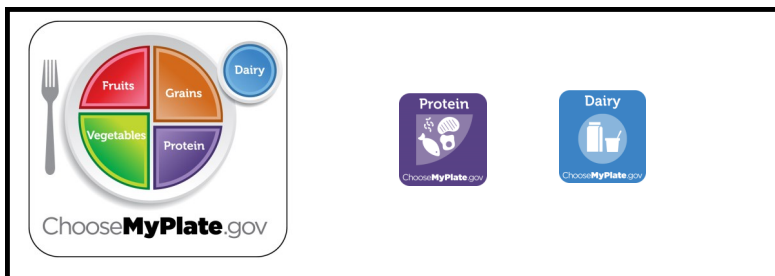 Fruits
Grains
Dairy
Vegetables
Protein
ChooseMyPlate.gov
Protein
ChooseMyPlate.gov
Dairy
ChooseMyPlate.gov